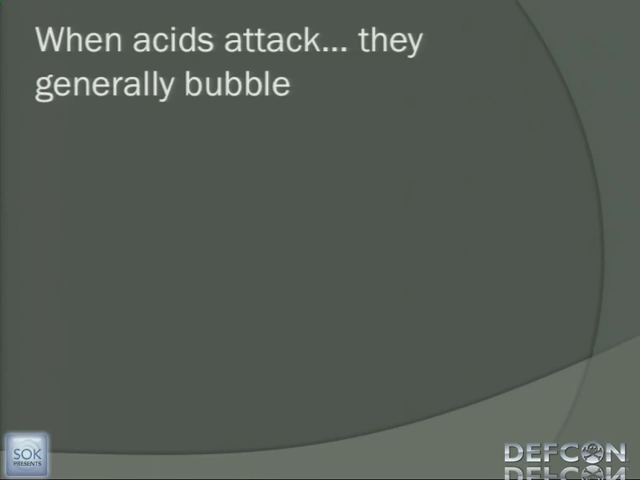 When acids attack... they
generally bubble
SOK
PRESENTS
DEFCON